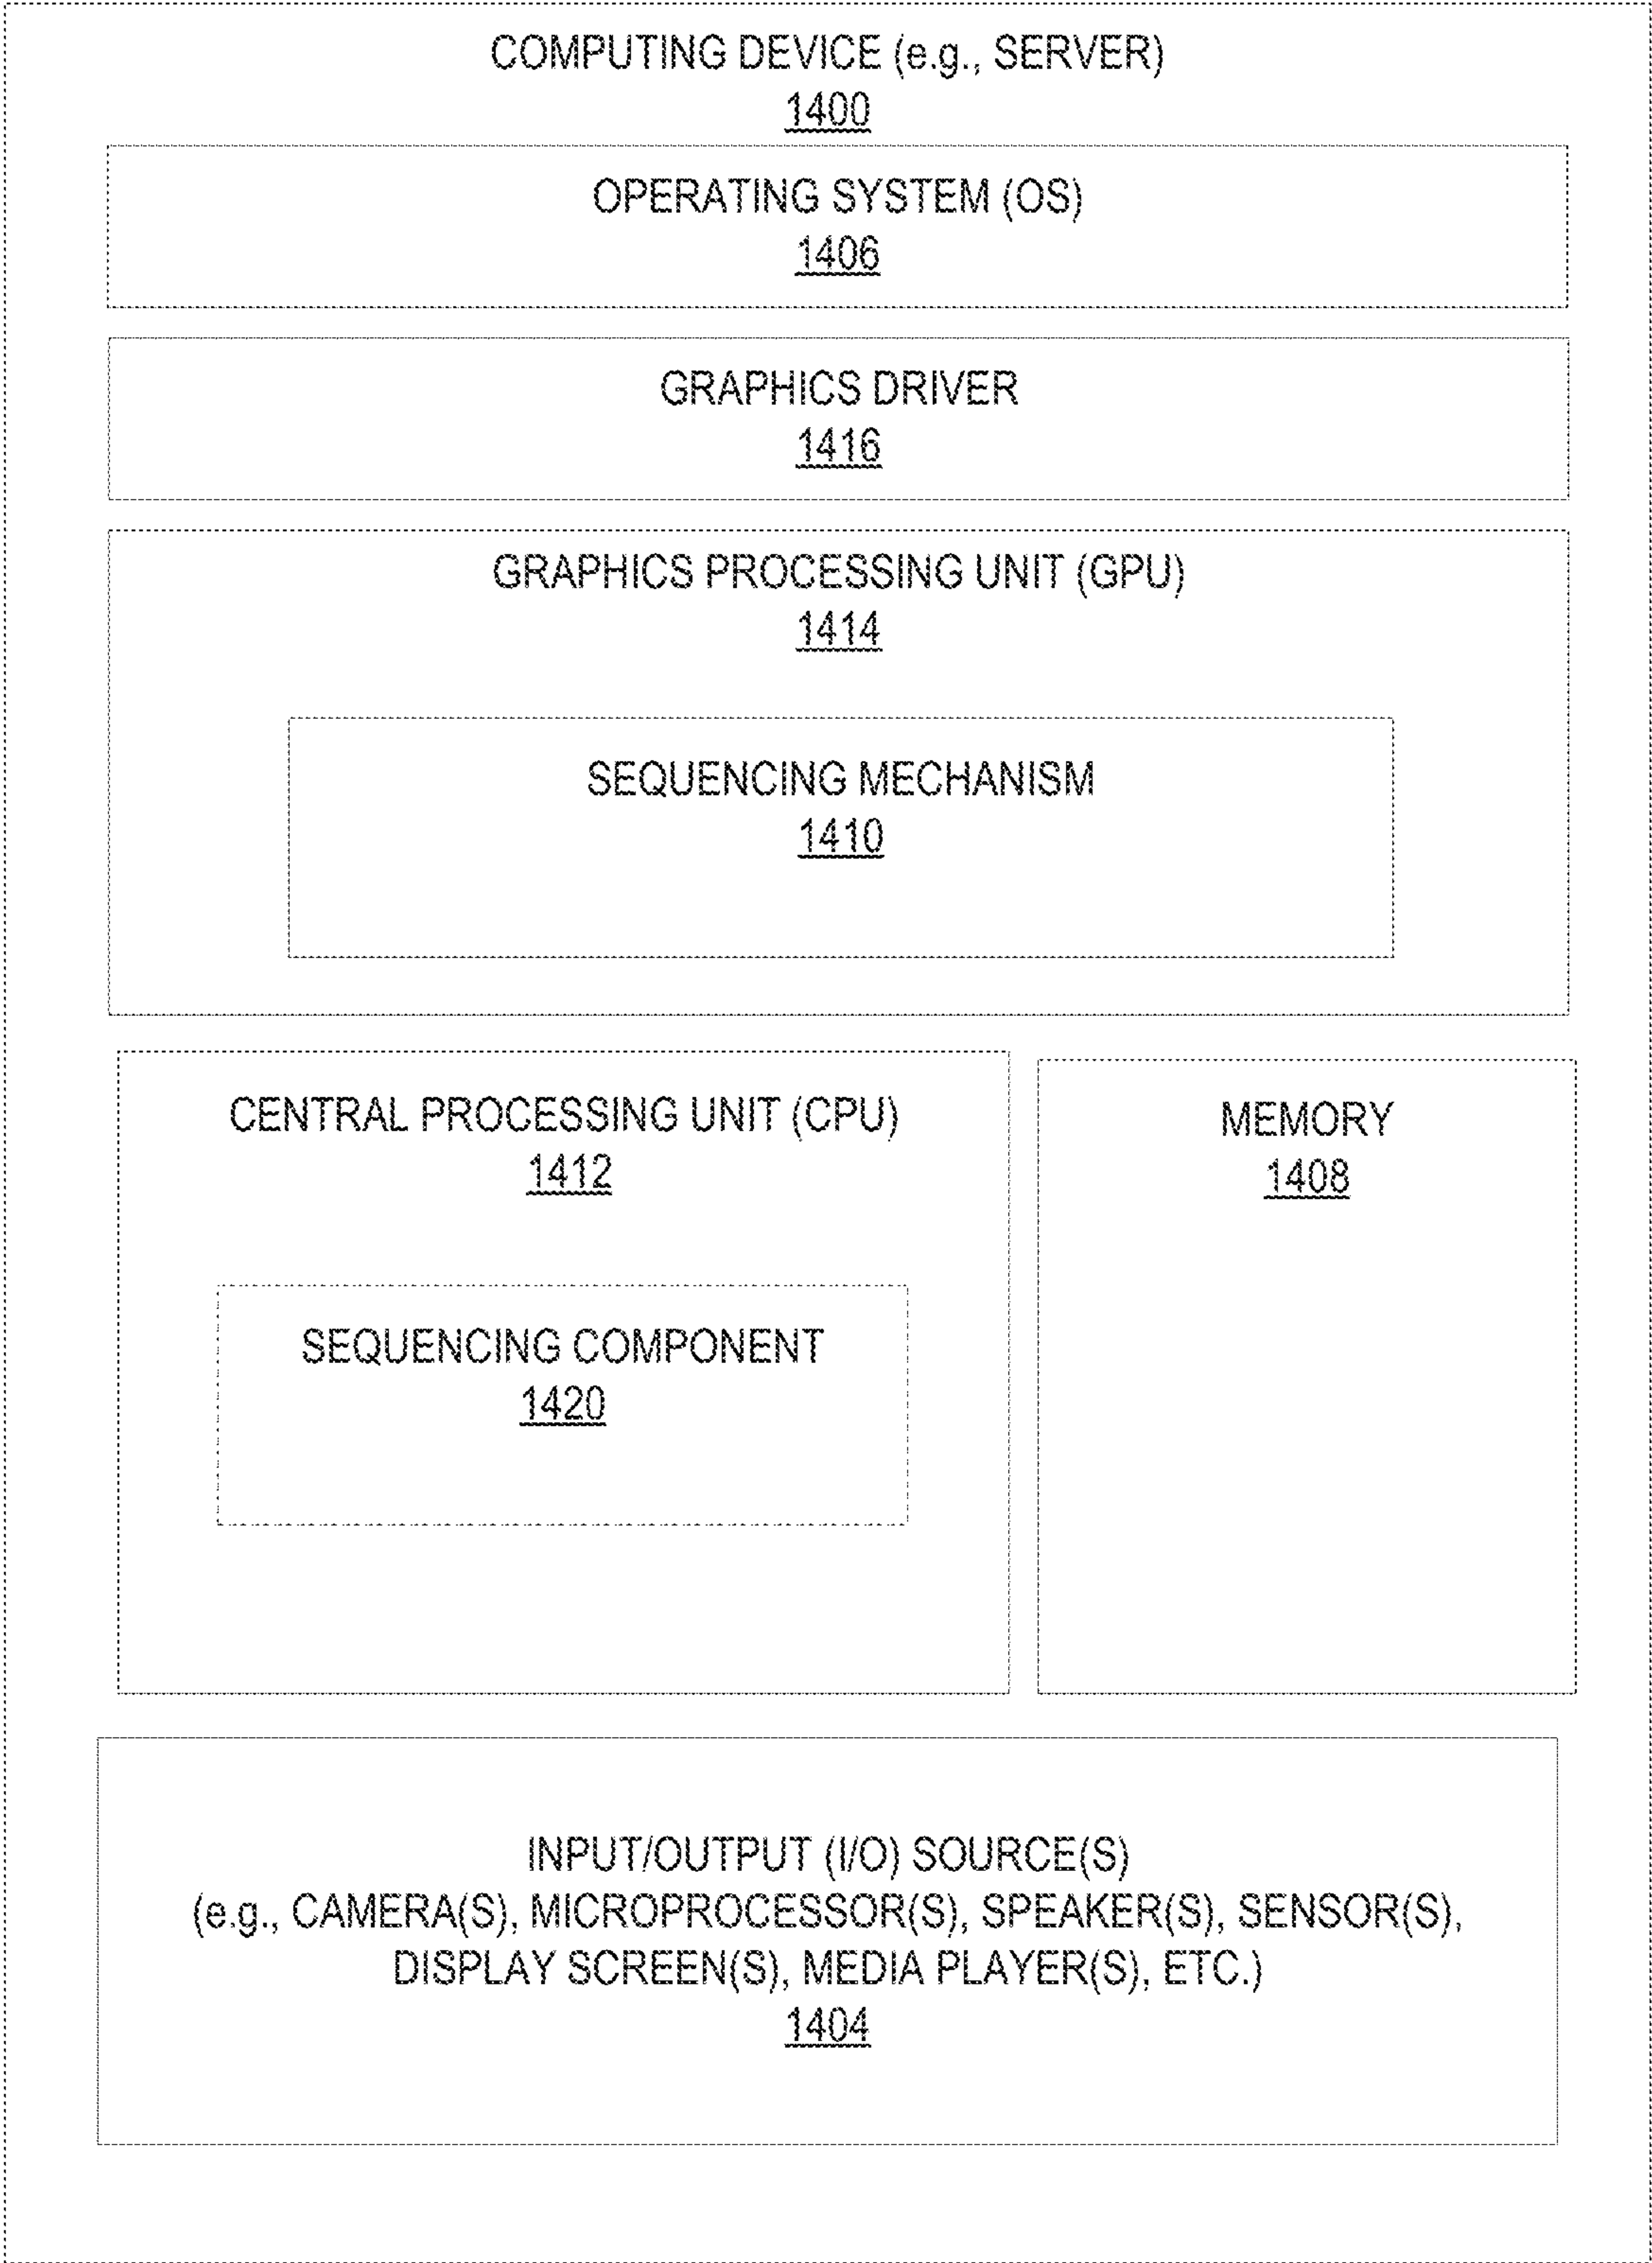 COMPUTING DEVICE (e.g., SERVER)
1400
OPERATING SYSTEM (OS)
1406
GRAPHICS DRIVER
1416
GRAPHICS PROCESSING UNIT (GPU)
1414
SEQUENCING MECHANISM
1410
CENTRAL PROCESSING UNIT (CPU)
1412
SEQUENCING COMPONENT
1420
MEMORY
1408
INPUT/OUTPUT (I/O) SOURCE(S)
(e.g., CAMERA(S), MICROPROCESSOR(S), SPEAKER(S), SENSOR(S),
DISPLAY SCREEN(S), MEDIA PLAYER(S), ETC.)
1404